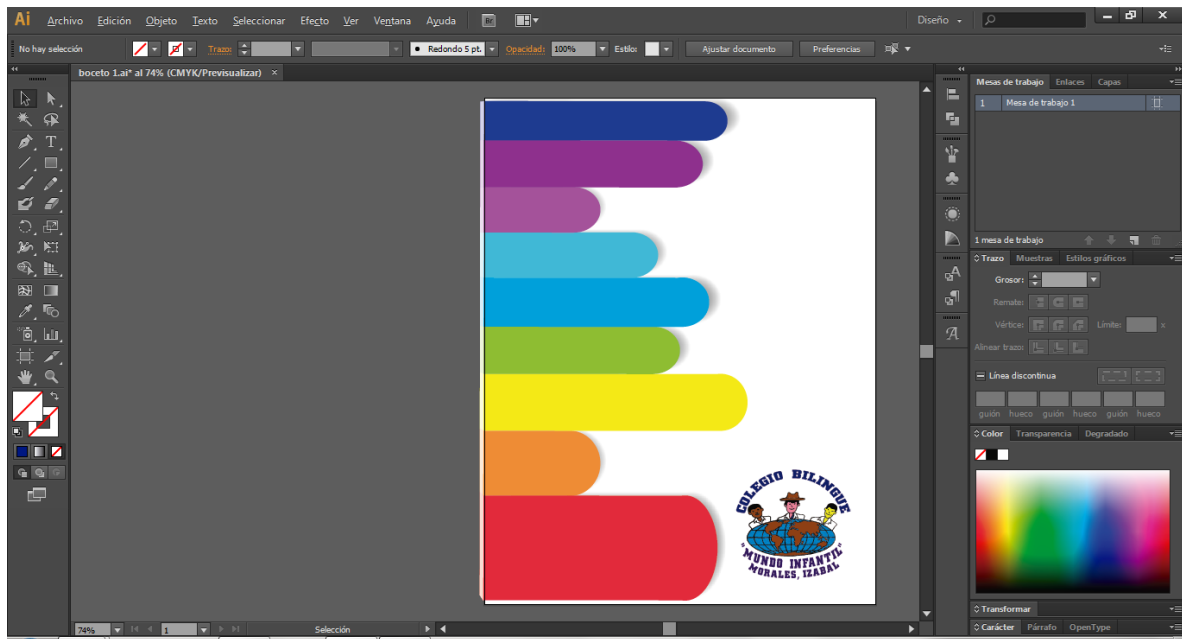 Ai Archivo Edición Objeto Texto Seleccionar Efecto Ver Ventana Ayuda Br Diseño
No hay selección Trazo: Redondo 5 pt. Opacidad: 100% Estilo: Ajustar documento Preferencias
boceto 1.ai* al 74% (CMYK/Previsualizar) ×
Mesas de trabajo Enlaces Capas
1 Mesa de trabajo 1
1 mesa de trabajo
Trazo Muestras Estilos gráficos
Grosor:
Remate:
Vértice: Límite: x
Alinear trazo:
Línea discontinua
guión hueco guión hueco guión hueco
Color Transparencia Degradado
COLEGIO BILINGUE
"MUNDO INFANTIL"
MORALES, IZABAL
Transformar
Carácter Párrafo OpenType
74% 1 Selección